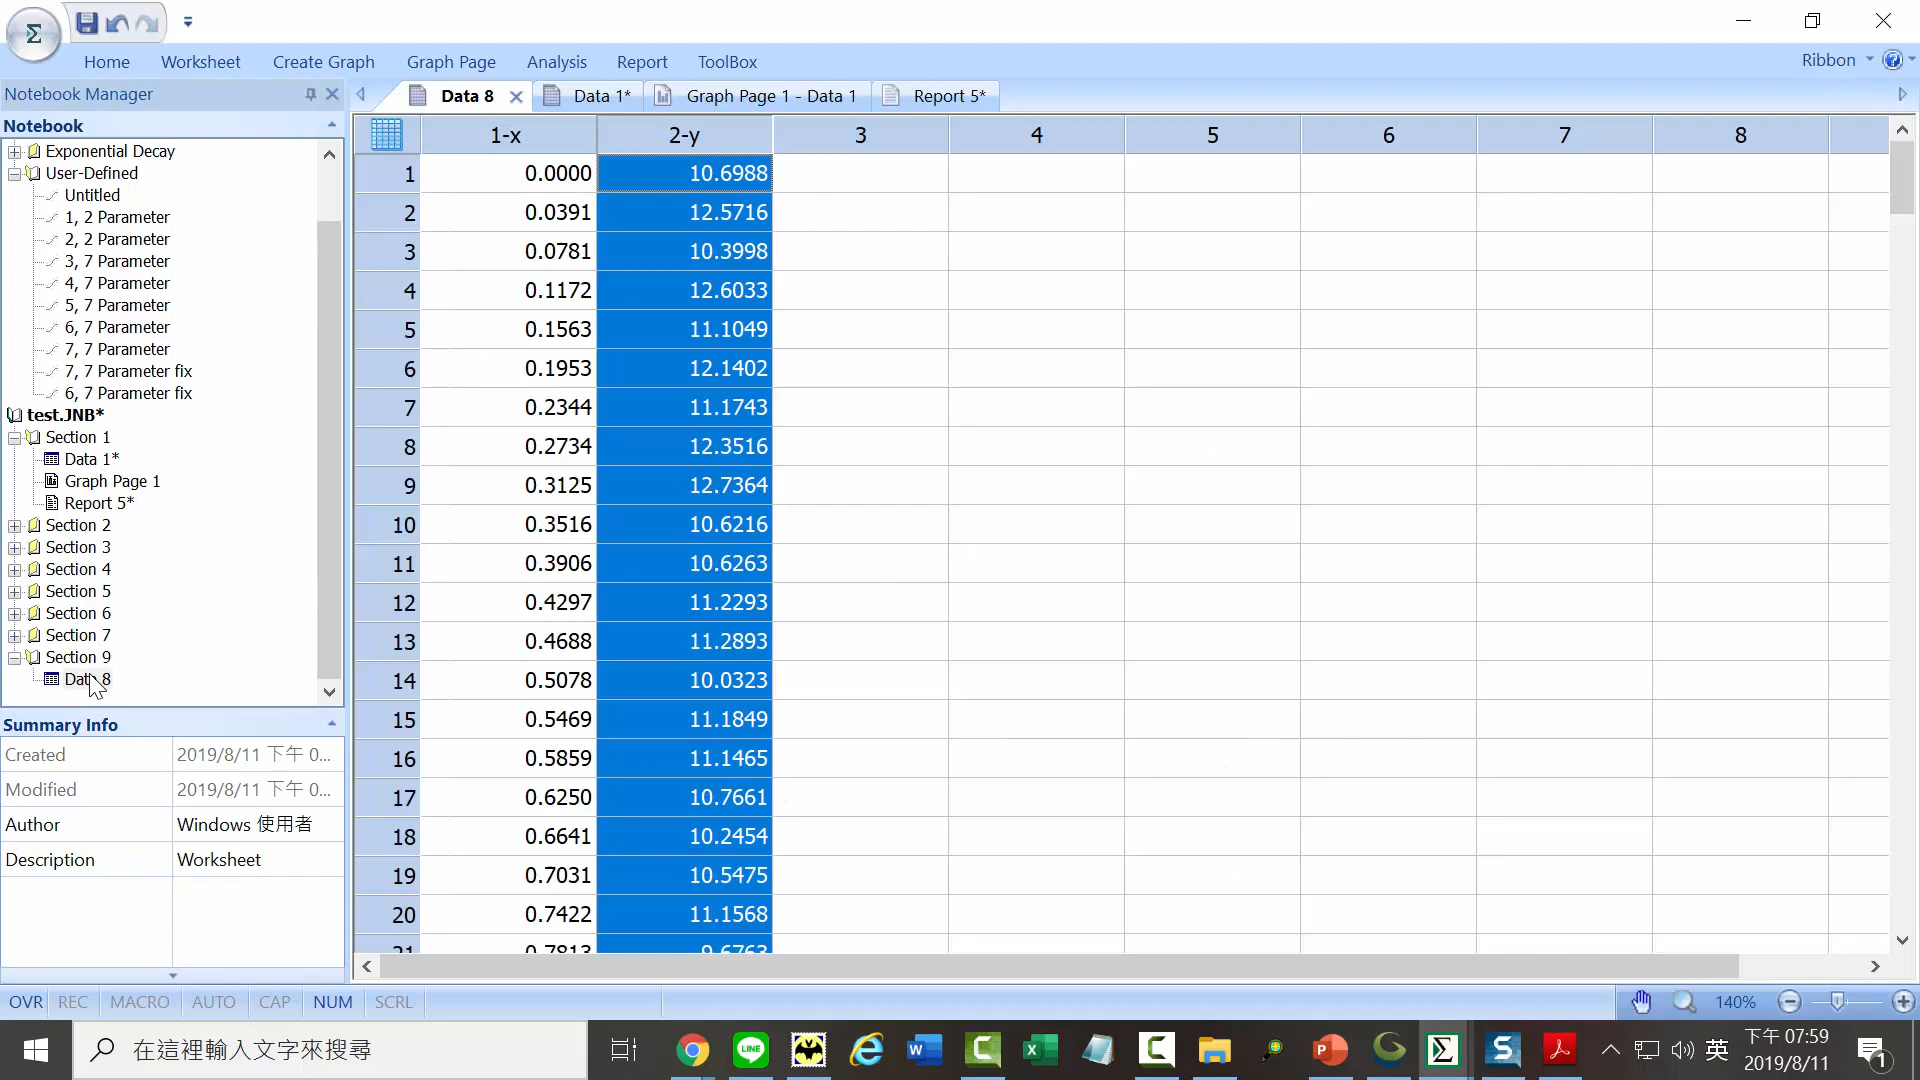 Home Worksheet Create Graph Graph Page Analysis Report ToolBox Ribbon
Notebook Manager
Data 8 Data 1* Graph Page 1 - Data 1 Report 5*
Notebook
Exponential Decay
User-Defined
Untitled
1, 2 Parameter
2, 2 Parameter
3, 7 Parameter
4, 7 Parameter
5, 7 Parameter
6, 7 Parameter
7, 7 Parameter
7, 7 Parameter fix
6, 7 Parameter fix
test.JNB*
Section 1
Data 1*
Graph Page 1
Report 5*
Section 2
Section 3
Section 4
Section 5
Section 6
Section 7
Section 9
Data 8
Summary Info
Created 2019/8/11 下午 0...
Modified 2019/8/11 下午 0...
Author Windows 使用者
Description Worksheet
1-x 2-y 3 4 5 6 7 8
1 0.0000 10.6988
2 0.0391 12.5716
3 0.0781 10.3998
4 0.1172 12.6033
5 0.1563 11.1049
6 0.1953 12.1402
7 0.2344 11.1743
8 0.2734 12.3516
9 0.3125 12.7364
10 0.3516 10.6216
11 0.3906 10.6263
12 0.4297 11.2293
13 0.4688 11.2893
14 0.5078 10.0323
15 0.5469 11.1849
16 0.5859 11.1465
17 0.6250 10.7661
18 0.6641 10.2454
19 0.7031 10.5475
20 0.7422 11.1568
21 0.7813 9.6763
OVR REC MACRO AUTO CAP NUM SCRL 140%
在這裡輸入文字來搜尋
英 下午 07:59
2019/8/11
1